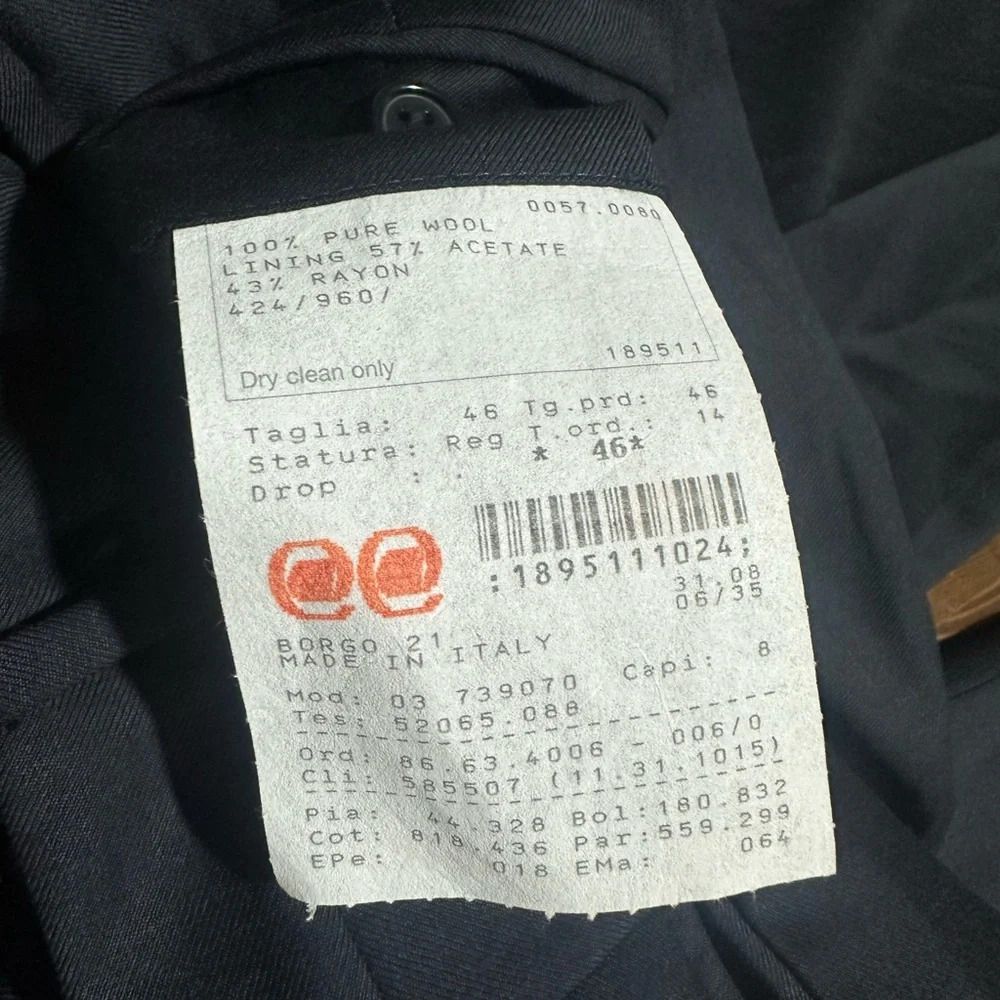 0057.0080
100% PURE WOOL
LINING 57% ACETATE
43% RAYON
424/960/
Dry clean only 189511
Taglia: 46 Tg.prd: 46
Statura: Reg T.ord.: 14
Drop : . * 46*
:1895111024;
31.08
06/35
BORGO 21 ITALY
MADE IN
Mod: 03 739070 Capi: 8
Tes: 52065.088
Ord: 86.63.4006 - 006/0
Cli: 585507 (11.31.1015)
Pia: 44.328 Bol:180.832
Cot: 818.436 Par:559.299
EPe: 018 EMa: 064